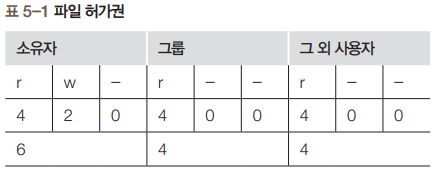 표 5-1 파일 허가권
소유자 그룹 그 외 사용자
r w – r – – r – –
4 2 0 4 0 0 4 0 0
6 4 4